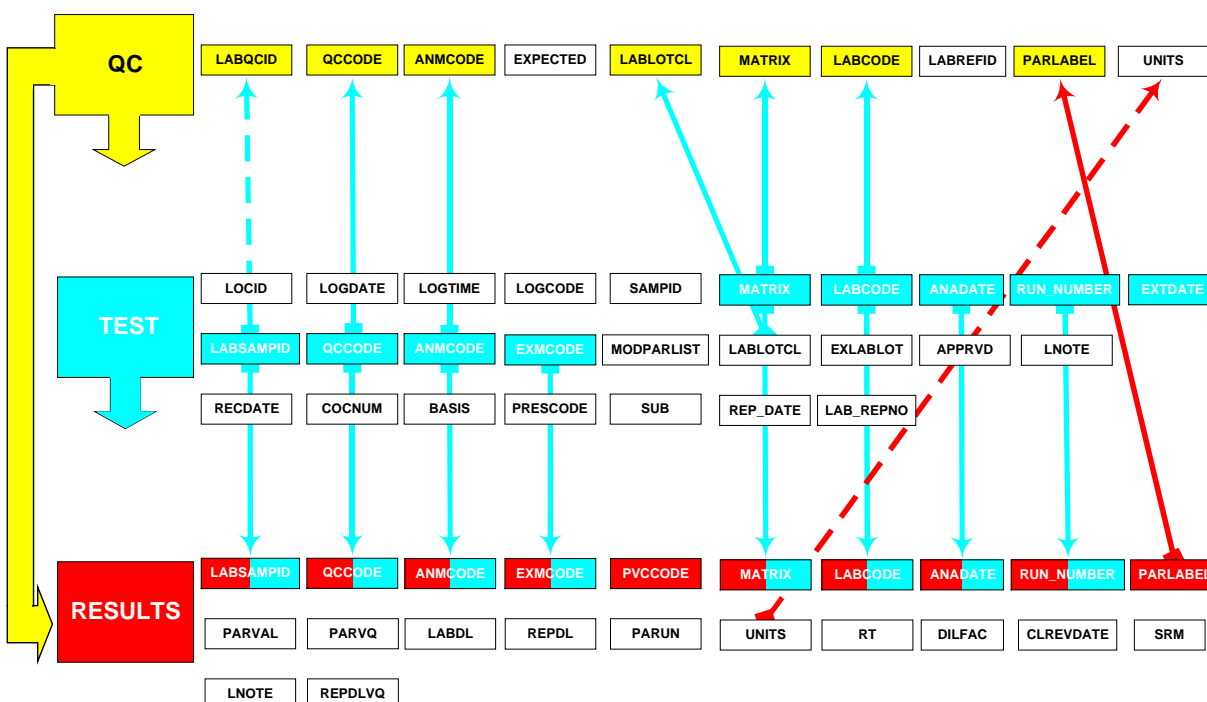 QC
LABQCID QCCODE ANMCODE EXPECTED LABLOTCL MATRIX LABCODE LABREFID PARLABEL UNITS
LOCID LOGDATE LOGTIME LOGCODE SAMPID MATRIX LABCODE ANADATE RUN_NUMBER EXTDATE
TEST
LABSAMPID QCCODE ANMCODE EXMCODE MODPARLIST LABLOTCL EXLABLOT APPRVD LNOTE
RECDATE COCNUM BASIS PRESCODE SUB REP_DATE LAB_REPNO
LABSAMPID QCCODE ANMCODE EXMCODE PVCCODE MATRIX LABCODE ANADATE RUN_NUMBER PARLABEL
RESULTS
PARVAL PARVQ LABDL REPDL PARUN UNITS RT DILFAC CLREVDATE SRM
LNOTE REPDLVQ